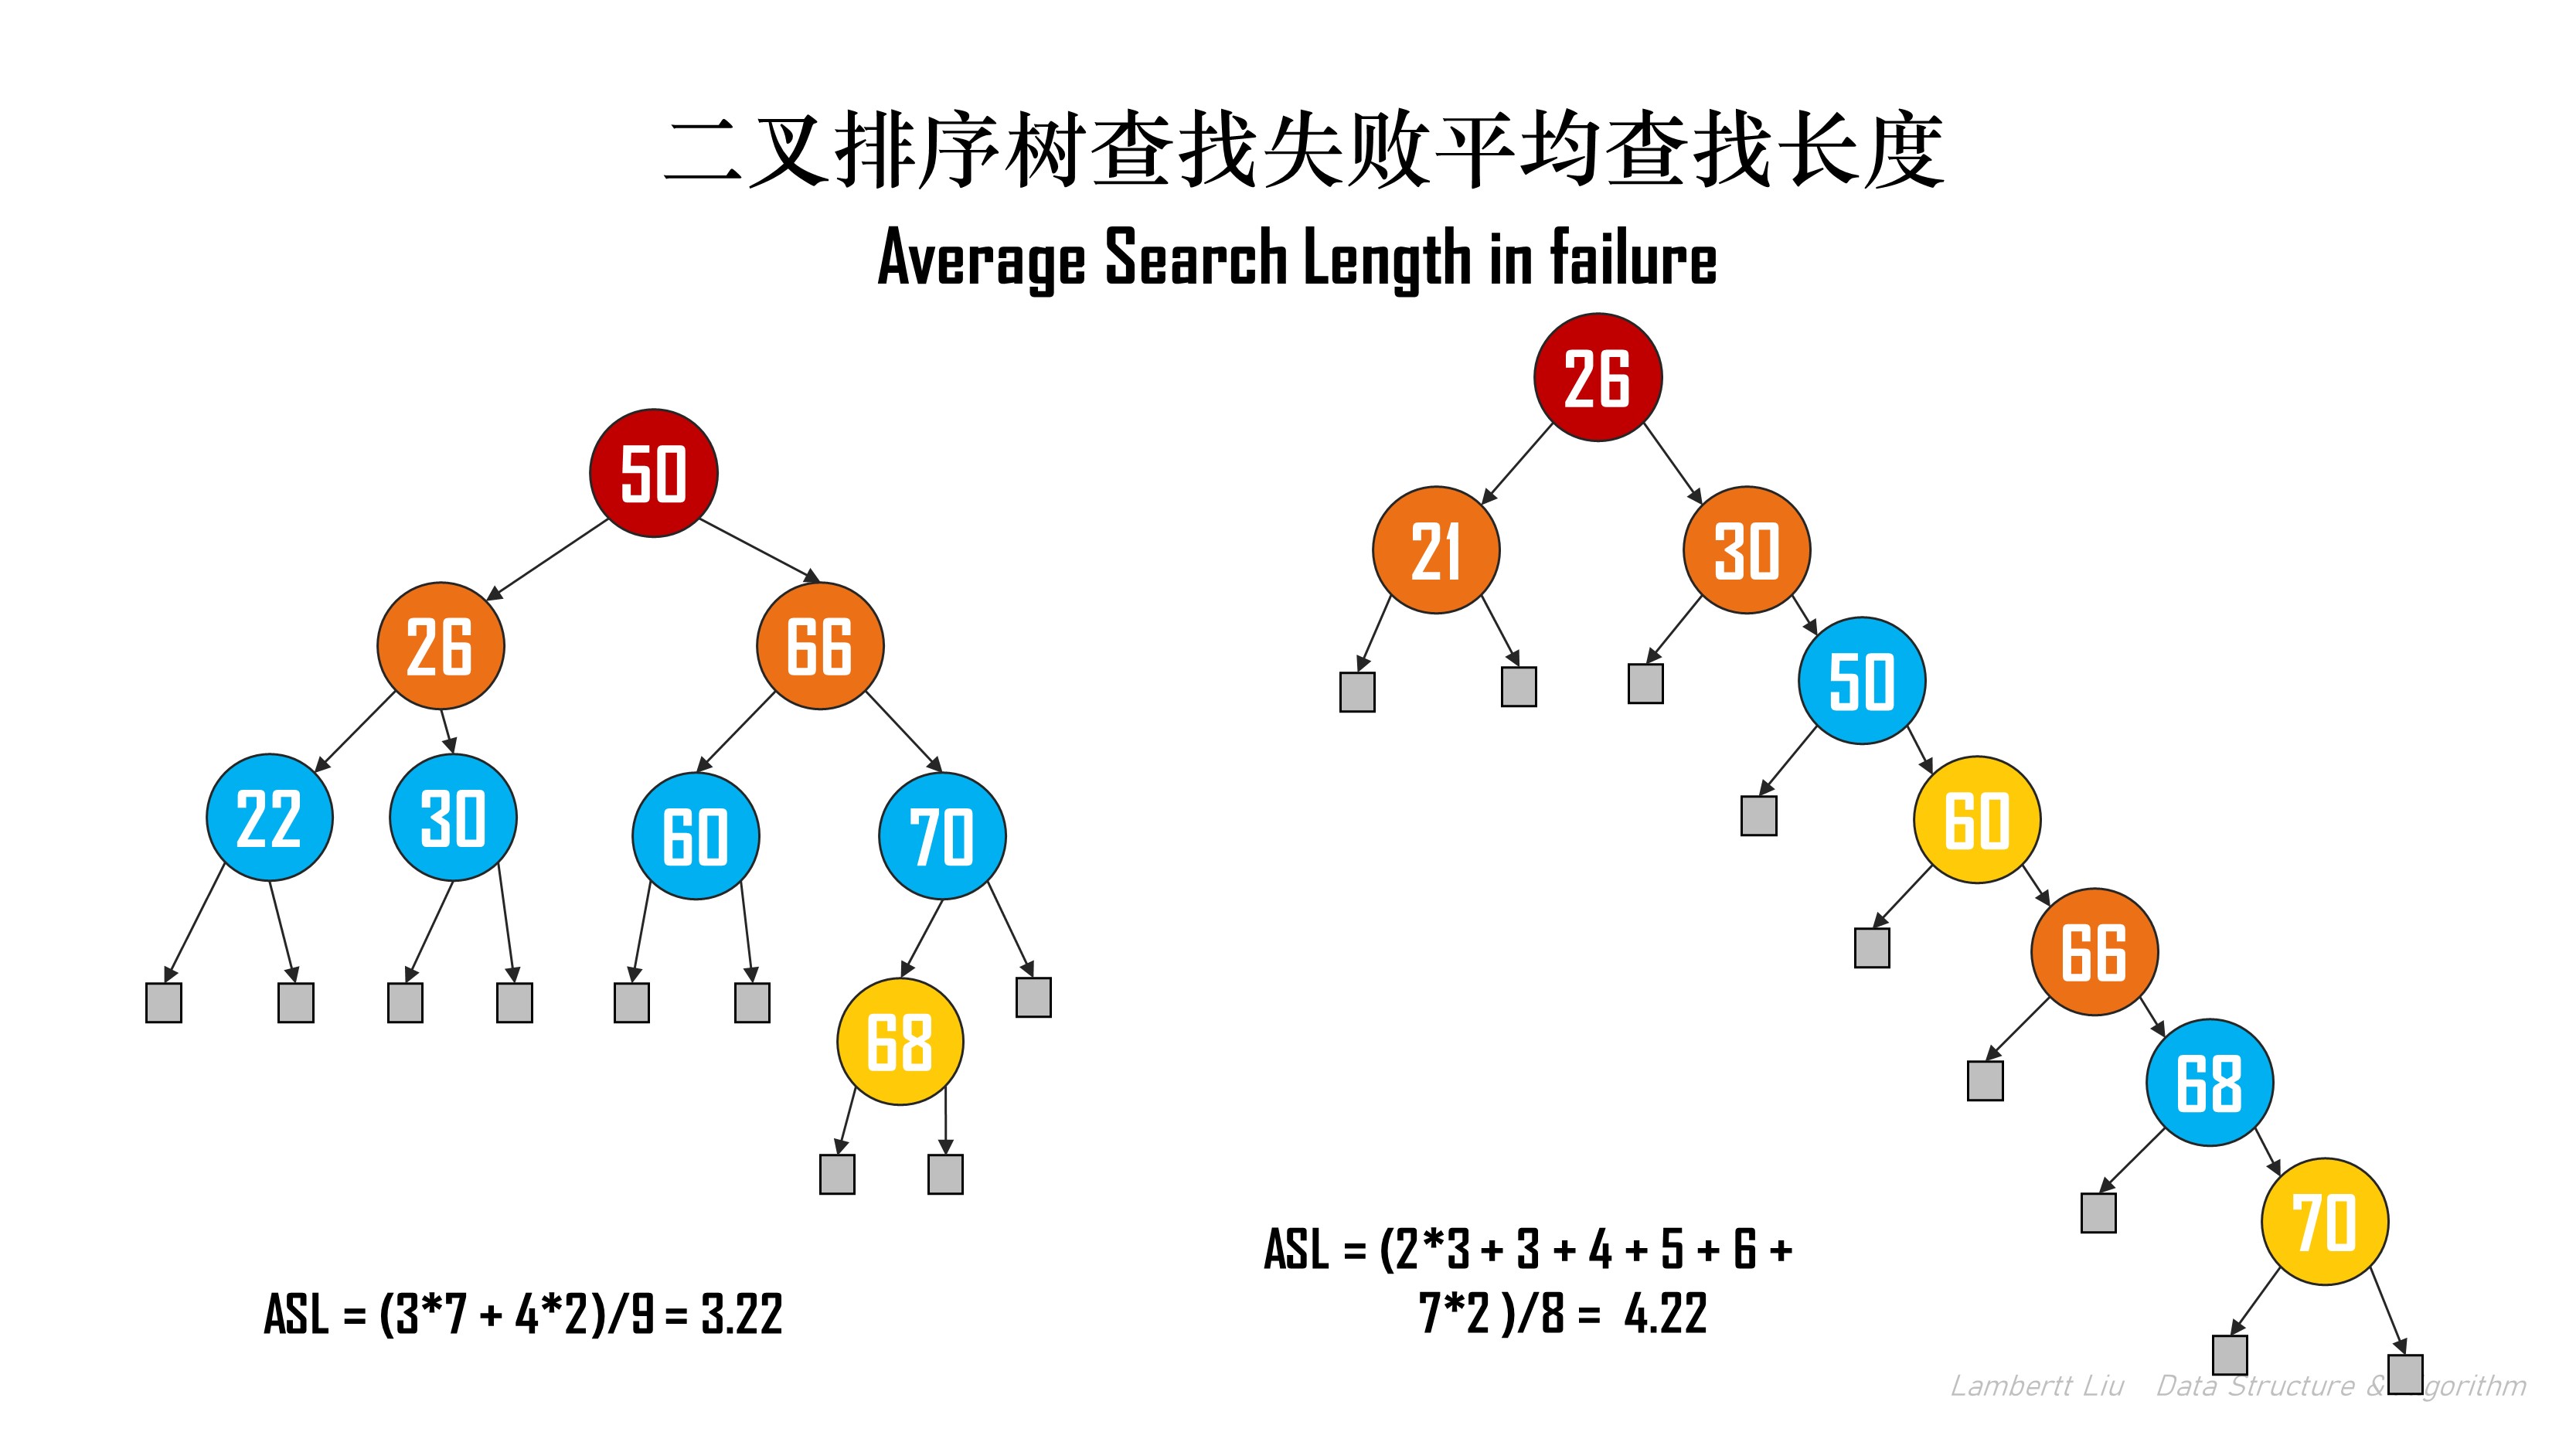 二叉排序树查找失败平均查找长度
Average Search Length in failure
50
26
66
22
30
60
70
68
ASL = (3*7 + 4*2)/9 = 3.22
26
21
30
50
60
66
68
70
ASL = (2*3 + 3 + 4 + 5 + 6 +
7*2 )/8 = 4.22
Lambertt Liu Data Structure & lgorithm